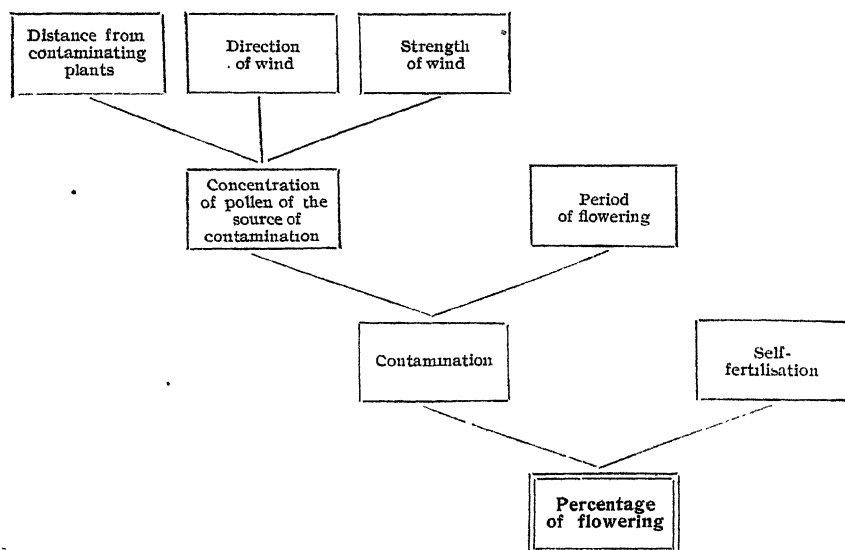 Distance from
contaminating
plants
Direction
of wind
Strength
of wind
Concentration
of pollen of the
source of
contamination
Period
of flowering
Contamination
Self-
fertilisation
Percentage
of flowering